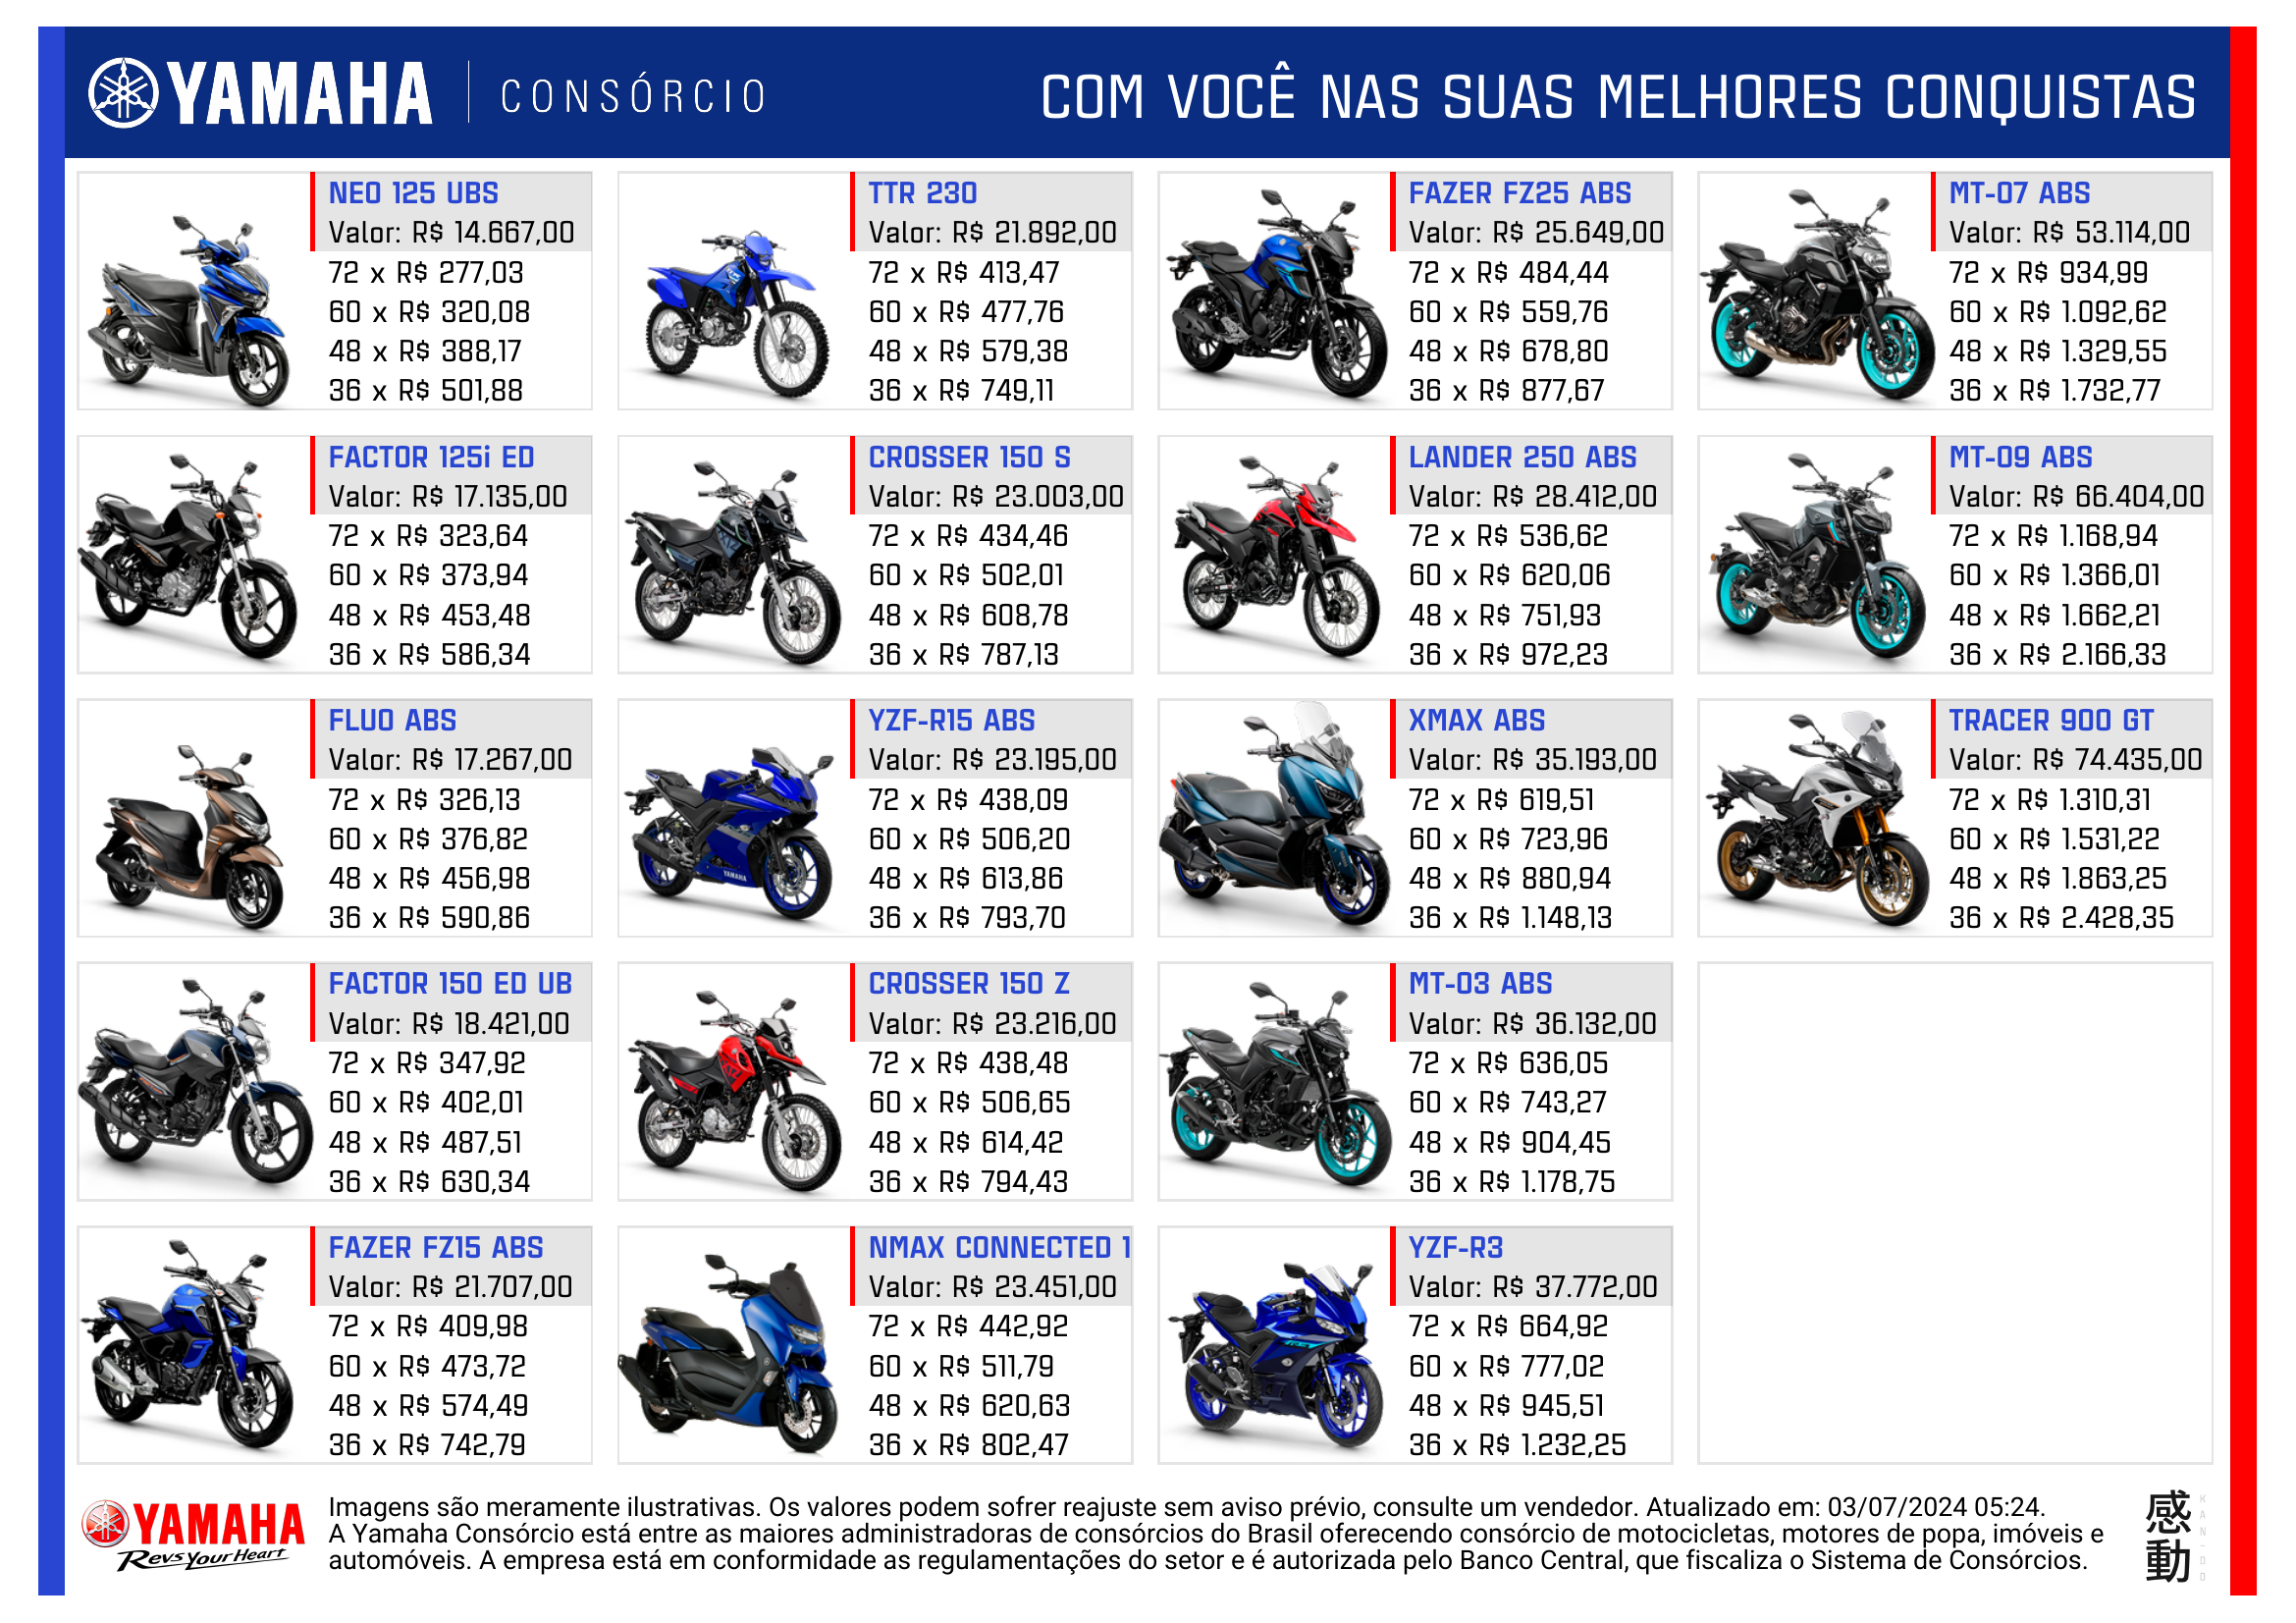 YAMAHA CONSÓRCIO
COM VOCÊ NAS SUAS MELHORES CONQUISTAS
NEO 125 UBS
Valor: R$ 14.667,00
72 x R$ 277,03
60 x R$ 320,08
48 x R$ 388,17
36 x R$ 501,88
TTR 230
Valor: R$ 21.892,00
72 x R$ 413,47
60 x R$ 477,76
48 x R$ 579,38
36 x R$ 749,11
FAZER FZ25 ABS
Valor: R$ 25.649,00
72 x R$ 484,44
60 x R$ 559,76
48 x R$ 678,80
36 x R$ 877,67
MT-07 ABS
Valor: R$ 53.114,00
72 x R$ 934,99
60 x R$ 1.092,62
48 x R$ 1.329,55
36 x R$ 1.732,77
FACTOR 125i ED
Valor: R$ 17.135,00
72 x R$ 323,64
60 x R$ 373,94
48 x R$ 453,48
36 x R$ 586,34
CROSSER 150 S
Valor: R$ 23.003,00
72 x R$ 434,46
60 x R$ 502,01
48 x R$ 608,78
36 x R$ 787,13
LANDER 250 ABS
Valor: R$ 28.412,00
72 x R$ 536,62
60 x R$ 620,06
48 x R$ 751,93
36 x R$ 972,23
MT-09 ABS
Valor: R$ 66.404,00
72 x R$ 1.168,94
60 x R$ 1.366,01
48 x R$ 1.662,21
36 x R$ 2.166,33
FLUO ABS
Valor: R$ 17.267,00
72 x R$ 326,13
60 x R$ 376,82
48 x R$ 456,98
36 x R$ 590,86
YZF-R15 ABS
Valor: R$ 23.195,00
72 x R$ 438,09
60 x R$ 506,20
48 x R$ 613,86
36 x R$ 793,70
YAMAHA
XMAX ABS
Valor: R$ 35.193,00
72 x R$ 619,51
60 x R$ 723,96
48 x R$ 880,94
36 x R$ 1.148,13
TRACER 900 GT
Valor: R$ 74.435,00
72 x R$ 1.310,31
60 x R$ 1.531,22
48 x R$ 1.863,25
36 x R$ 2.428,35
FACTOR 150 ED UB
Valor: R$ 18.421,00
72 x R$ 347,92
60 x R$ 402,01
48 x R$ 487,51
36 x R$ 630,34
CROSSER 150 Z
Valor: R$ 23.216,00
72 x R$ 438,48
60 x R$ 506,65
48 x R$ 614,42
36 x R$ 794,43
MT-03 ABS
Valor: R$ 36.132,00
72 x R$ 636,05
60 x R$ 743,27
48 x R$ 904,45
36 x R$ 1.178,75
FAZER FZ15 ABS
Valor: R$ 21.707,00
72 x R$ 409,98
60 x R$ 473,72
48 x R$ 574,49
36 x R$ 742,79
NMAX CONNECTED 1
Valor: R$ 23.451,00
72 x R$ 442,92
60 x R$ 511,79
48 x R$ 620,63
36 x R$ 802,47
YZF-R3
Valor: R$ 37.772,00
72 x R$ 664,92
60 x R$ 777,02
48 x R$ 945,51
36 x R$ 1.232,25
YAMAHA
Revs Your Heart
Imagens são meramente ilustrativas. Os valores podem sofrer reajuste sem aviso prévio, consulte um vendedor. Atualizado em: 03/07/2024 05:24.
A Yamaha Consórcio está entre as maiores administradoras de consórcios do Brasil oferecendo consórcio de motocicletas, motores de popa, imóveis e
automóveis. A empresa está em conformidade as regulamentações do setor e é autorizada pelo Banco Central, que fiscaliza o Sistema de Consórcios.
感動
KAN-DO